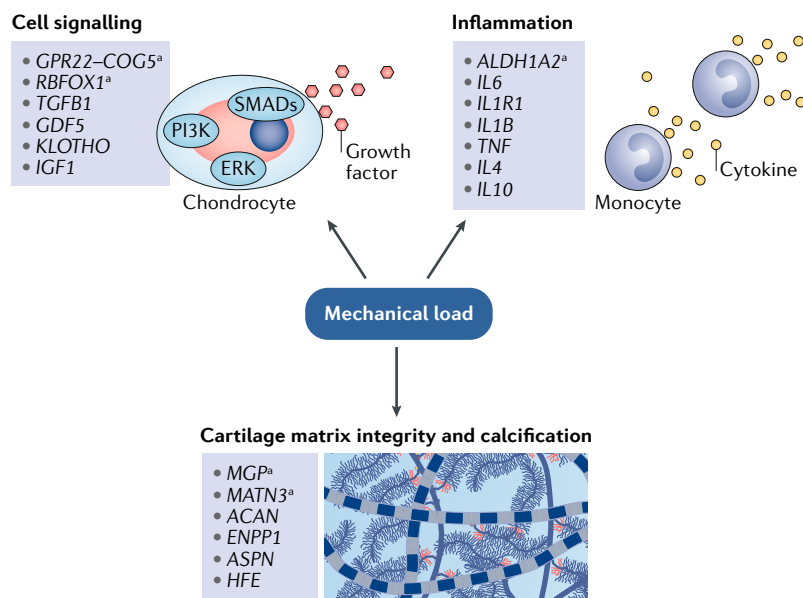 Cell signalling
• GPR22–COG5ᵃ
• RBFOX1ᵃ
• TGFB1
• GDF5
• KLOTHO
• IGF1
SMADs
PI3K
ERK
Growth
factor
Chondrocyte
Inflammation
• ALDH1A2ᵃ
• IL6
• IL1R1
• IL1B
• TNF
• IL4
• IL10
Cytokine
Monocyte
Mechanical load
Cartilage matrix integrity and calcification
• MGPᵃ
• MATN3ᵃ
• ACAN
• ENPP1
• ASPN
• HFE